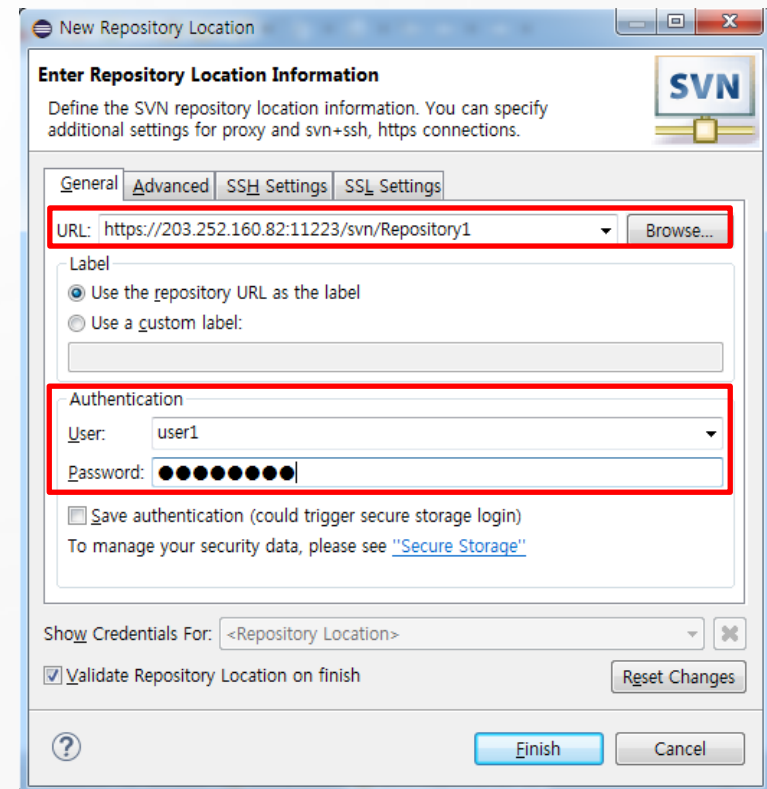 New Repository Location
Enter Repository Location Information
SVN
Define the SVN repository location information. You can specify
additional settings for proxy and svn+ssh, https connections.
General Advanced SSH Settings SSL Settings
URL: https://203.252.160.82:11223/svn/Repository1 Browse...
Label
Use the repository URL as the label
Use a custom label:
Authentication
User: user1
Password: ●●●●●●●●
Save authentication (could trigger secure storage login)
To manage your security data, please see "Secure Storage"
Show Credentials For: <Repository Location>
Validate Repository Location on finish
Reset Changes
? Finish Cancel